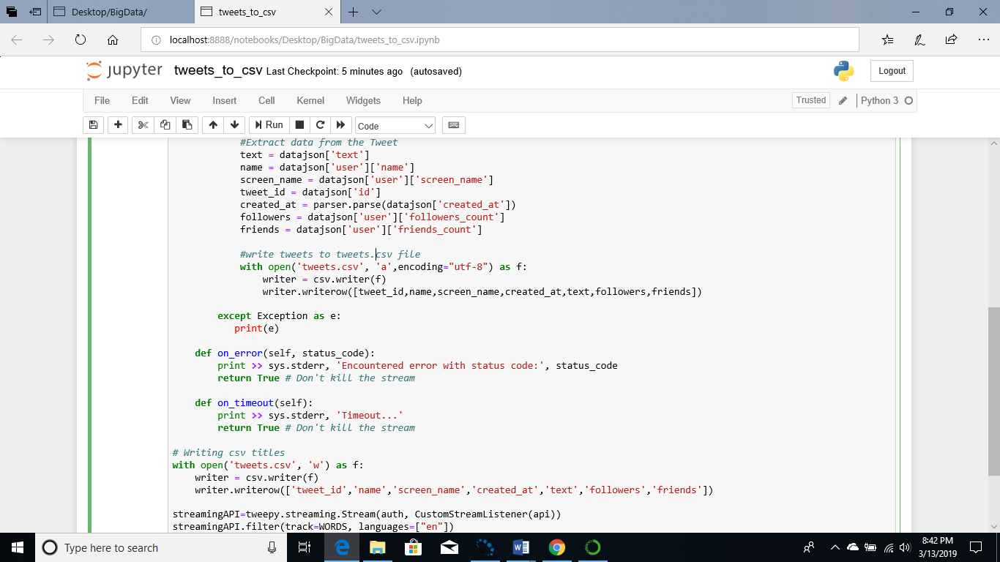 Desktop/BigData/
tweets_to_csv
localhost:8888/notebooks/Desktop/BigData/tweets_to_csv.ipynb
jupyter tweets_to_csv Last Checkpoint: 5 minutes ago (autosaved)
Logout
File Edit View Insert Cell Kernel Widgets Help
Trusted Python 3
Run Code
#Extract data from the Tweet
text = datajson['text']
name = datajson['user']['name']
screen_name = datajson['user']['screen_name']
tweet_id = datajson['id']
created_at = parser.parse(datajson['created_at'])
followers = datajson['user']['followers_count']
friends = datajson['user']['friends_count']
#write tweets to tweets.csv file
with open('tweets.csv', 'a',encoding="utf-8") as f:
writer = csv.writer(f)
writer.writerow([tweet_id,name,screen_name,created_at,text,followers,friends])
except Exception as e:
print(e)
def on_error(self, status_code):
print >> sys.stderr, 'Encountered error with status code:', status_code
return True # Don't kill the stream
def on_timeout(self):
print >> sys.stderr, 'Timeout...'
return True # Don't kill the stream
# Writing csv titles
with open('tweets.csv', 'w') as f:
writer = csv.writer(f)
writer.writerow(['tweet_id','name','screen_name','created_at','text','followers','friends'])
streamingAPI=tweepy.streaming.Stream(auth, CustomStreamListener(api))
streamingAPI.filter(track=WORDS, languages=["en"])
Type here to search
8:42 PM
3/13/2019